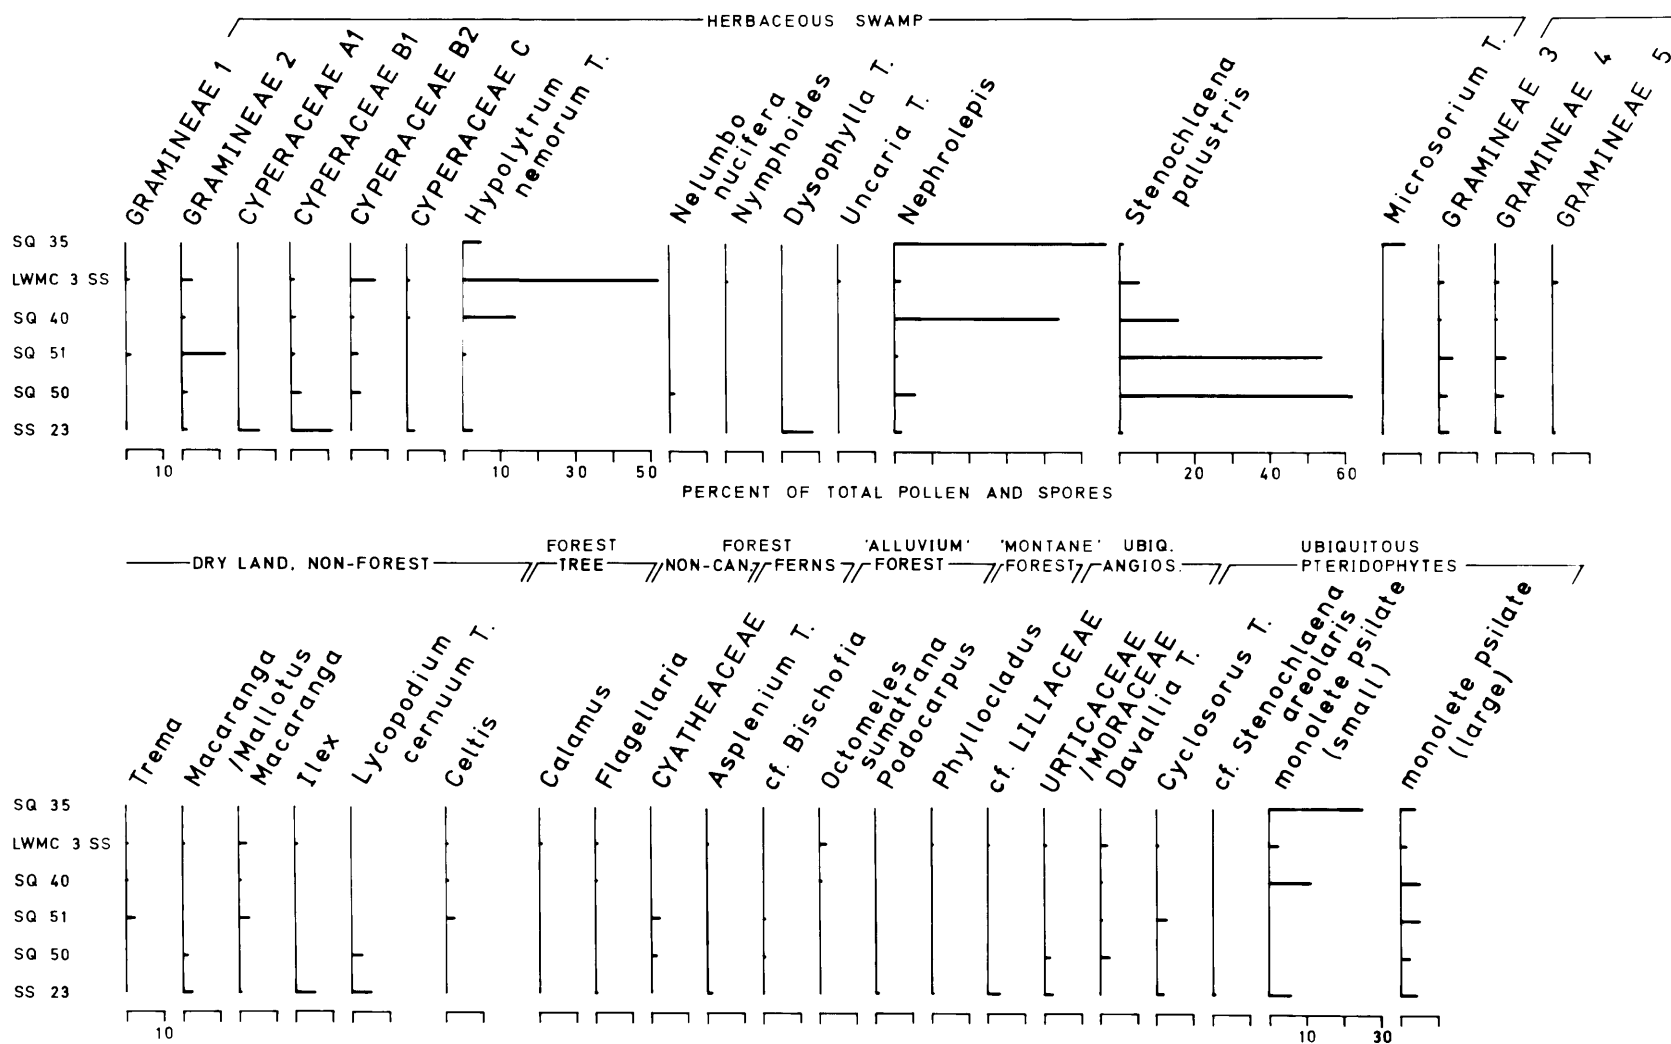 HERBACEOUS SWAMP
GRAMINEAE 1
GRAMINEAE 2
CYPERACEAE A1
CYPERACEAE B1
CYPERACEAE B2
CYPERACEAE C
Hypolytrum
nemorum T.
Nelumbo
nucifera
Nymphoides
Dysophylla T.
Uncaria T.
Nephrolepis
Stenochlaena
palustris
Microsorium T.
GRAMINEAE 3
GRAMINEAE 4
GRAMINEAE 5
SQ 35
LWMC 3 SS
SQ 40
SQ 51
SQ 50
SS 23
10
10 30 50
20 40 60
PERCENT OF TOTAL POLLEN AND SPORES
DRY LAND, NON-FOREST
FOREST
TREE
FOREST
NON-CAN.
FERNS
'ALLUVIUM'
FOREST
'MONTANE'
FOREST
UBIQ.
ANGIOS.
UBIQUITOUS
PTERIDOPHYTES
Trema
Macaranga
/Mallotus
Macaranga
Ilex
Lycopodium
cernuum T.
Celtis
Calamus
Flagellaria
CYATHEACEAE
Asplenium T.
cf. Bischofia
Octomeles
sumatrana
Podocarpus
Phyllocladus
cf. LILIACEAE
URTICACEAE
/MORACEAE
Davallia T.
Cyclosorus T.
cf. Stenochlaena
areolaris
monolete psilate
(small)
monolete psilate
(large)
SQ 35
LWMC 3 SS
SQ 40
SQ 51
SQ 50
SS 23
10
10 30